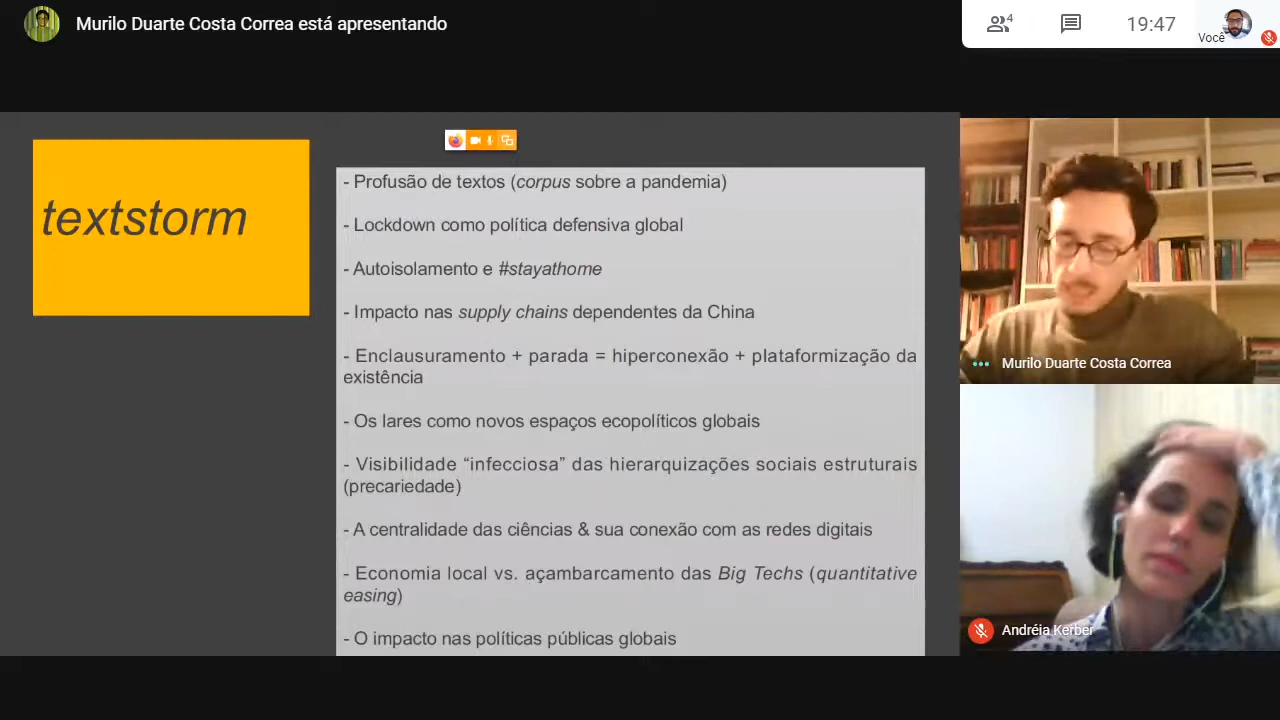 Murilo Duarte Costa Correa está apresentando
4
19:47
Você
textstorm
- Profusão de textos (corpus sobre a pandemia)
- Lockdown como política defensiva global
- Autoisolamento e #stayathome
- Impacto nas supply chains dependentes da China
- Enclausuramento + parada = hiperconexão + plataformização da
existência
- Os lares como novos espaços ecopolíticos globais
- Visibilidade “infecciosa” das hierarquizações sociais estruturais
(precariedade)
- A centralidade das ciências & sua conexão com as redes digitais
- Economia local vs. açambarcamento das Big Techs (quantitative
easing)
- O impacto nas políticas públicas globais
Murilo Duarte Costa Correa
Andréia Kerber